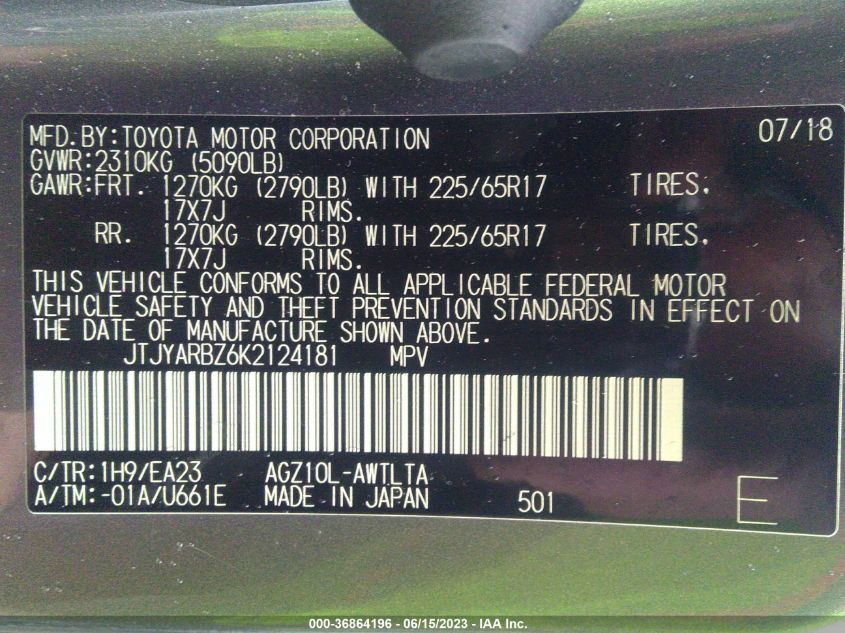 MFD.BY:TOYOTA MOTOR CORPORATION 07/18
GVWR:2310KG (5090LB)
GAWR:FRT. 1270KG (2790LB) WITH 225/65R17 TIRES.
17X7J RIMS.
RR. 1270KG (2790LB) WITH 225/65R17 TIRES.
17X7J RIMS.
THIS VEHICLE CONFORMS TO ALL APPLICABLE FEDERAL MOTOR
VEHICLE SAFETY AND THEFT PREVENTION STANDARDS IN EFFECT ON
THE DATE OF MANUFACTURE SHOWN ABOVE.
JTJYARBZ6K2124181 MPV
C/TR:1H9/EA23 AGZ10L-AWTLTA
A/TM:-01A/U661E MADE IN JAPAN 501 E
000-36864196 - 06/15/2023 - IAA Inc.